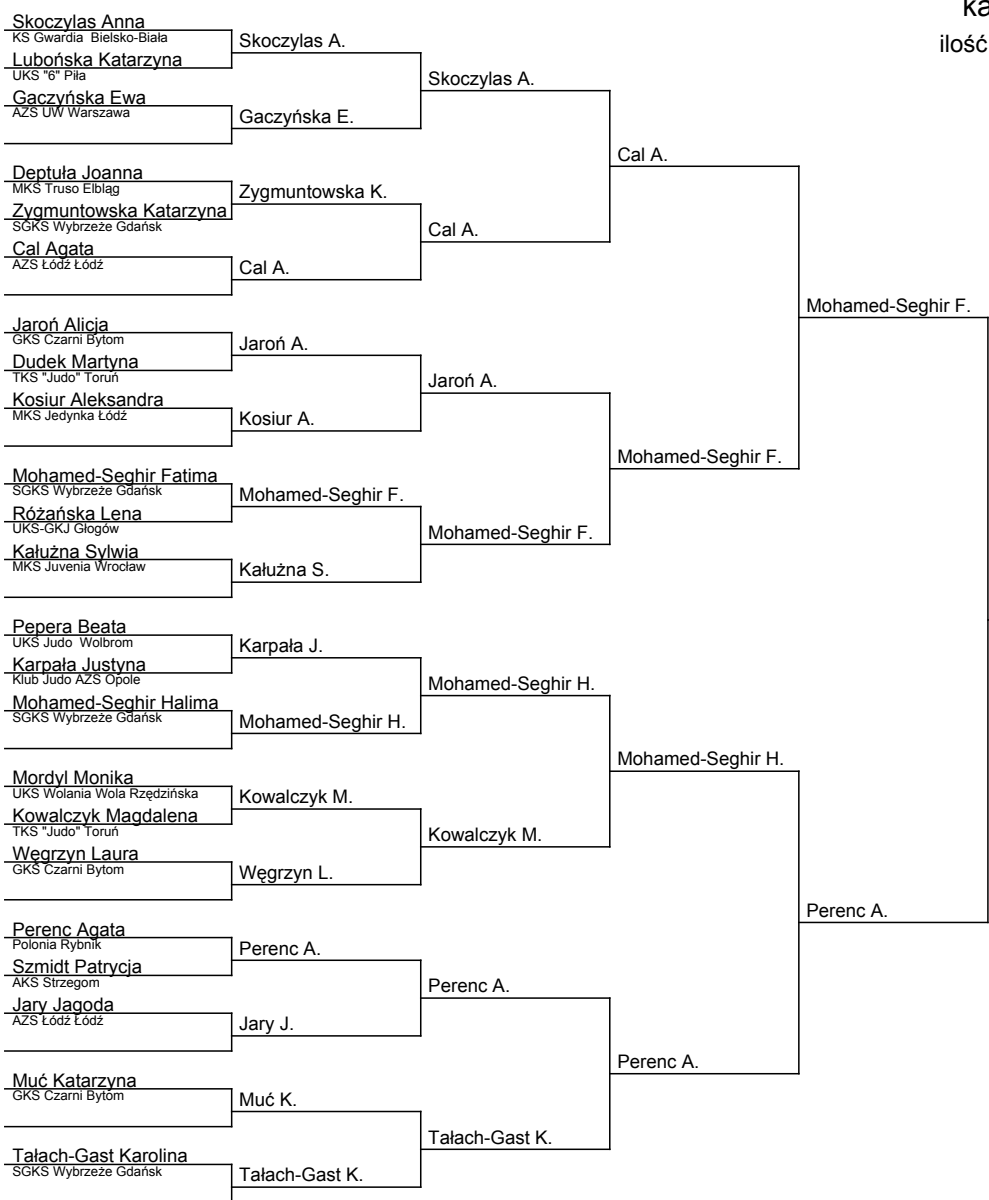 ka
ilość
Skoczylas Anna
KS Gwardia  Bielsko-Biała
Lubońska Katarzyna
UKS "6" Piła
Gaczyńska Ewa
AZS UW Warszawa
Deptuła Joanna
MKS Truso Elbląg
Zygmuntowska Katarzyna
SGKS Wybrzeże Gdańsk
Cal Agata
AZS Łódź Łódź
Jaroń Alicja
GKS Czarni Bytom
Dudek Martyna
TKS "Judo" Toruń
Kosiur Aleksandra
MKS Jedynka Łódź
Mohamed-Seghir Fatima
SGKS Wybrzeże Gdańsk
Różańska Lena
UKS-GKJ Głogów
Kałużna Sylwia
MKS Juvenia Wrocław
Pepera Beata
UKS Judo  Wolbrom
Karpała Justyna
Klub Judo AZS Opole
Mohamed-Seghir Halima
SGKS Wybrzeże Gdańsk
Mordyl Monika
UKS Wolania Wola Rzędzińska
Kowalczyk Magdalena
TKS "Judo" Toruń
Węgrzyn Laura
GKS Czarni Bytom
Perenc Agata
Polonia Rybnik
Szmidt Patrycja
AKS Strzegom
Jary Jagoda
AZS Łódź Łódź
Muć Katarzyna
GKS Czarni Bytom
Tałach-Gast Karolina
SGKS Wybrzeże Gdańsk
Skoczylas A.
Gaczyńska E.
Zygmuntowska K.
Cal A.
Jaroń A.
Kosiur A.
Mohamed-Seghir F.
Kałużna S.
Karpała J.
Mohamed-Seghir H.
Kowalczyk M.
Węgrzyn L.
Perenc A.
Jary J.
Muć K.
Tałach-Gast K.
Skoczylas A.
Cal A.
Jaroń A.
Mohamed-Seghir F.
Mohamed-Seghir H.
Kowalczyk M.
Perenc A.
Tałach-Gast K.
Cal A.
Mohamed-Seghir F.
Mohamed-Seghir H.
Perenc A.
Mohamed-Seghir F.
Perenc A.